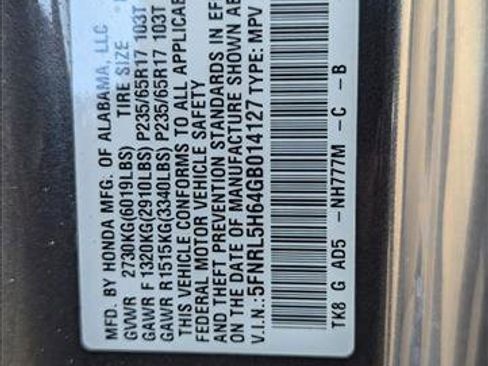 MFD. BY HONDA MFG. OF ALABAMA, LLC
GVWR 2730KG(6019LBS) TIRE SIZE
GAWR F 1320KG(2910LBS) P235/65R17 103T
GAWR R1515KG(3340LBS) P235/65R17 103T
THIS VEHICLE CONFORMS TO ALL APPLICABLE
FEDERAL MOTOR VEHICLE SAFETY
AND THEFT PREVENTION STANDARDS IN EF
ON THE DATE OF MANUFACTURE SHOWN AB
V.I.N.:5FNRL5H64GB014127 TYPE: MPV
TK8 G AD5 -NH777M -C -B